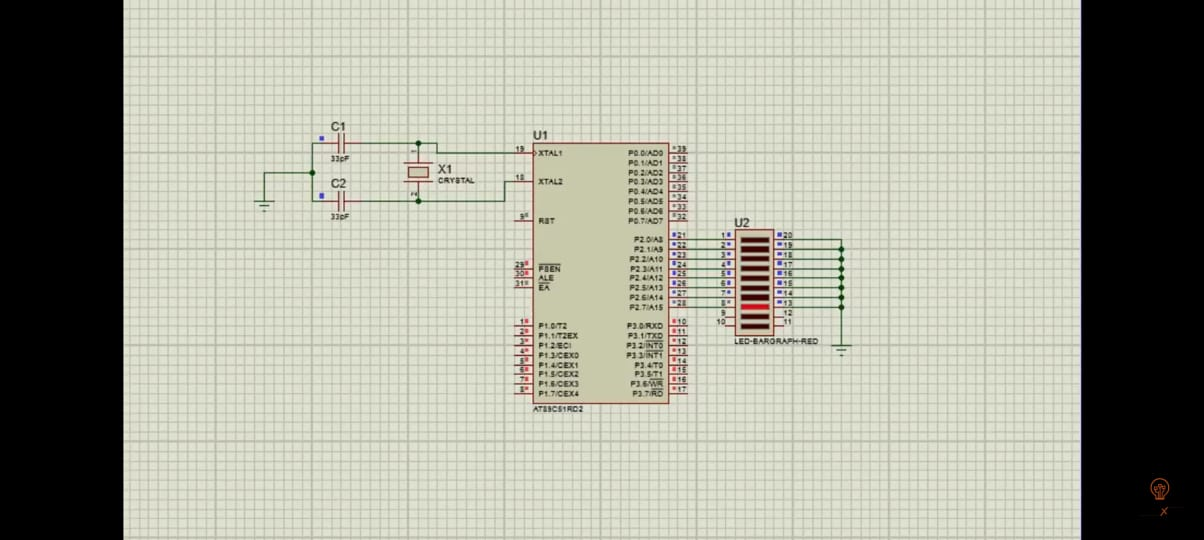 C1
33pF
C2
33pF
1
2
X1
CRYSTAL
U1
19
XTAL1
18
XTAL2
9
RST
29
PSEN
30
ALE
31
EA
1
P1.0/T2
2
P1.1/T2EX
3
P1.2/ECI
4
P1.3/CEX0
5
P1.4/CEX1
6
P1.5/CEX2
7
P1.6/CEX3
8
P1.7/CEX4
P0.0/AD0
39
P0.1/AD1
38
P0.2/AD2
37
P0.3/AD3
36
P0.4/AD4
35
P0.5/AD5
34
P0.6/AD6
33
P0.7/AD7
32
P2.0/A8
21
P2.1/A9
22
P2.2/A10
23
P2.3/A11
24
P2.4/A12
25
P2.5/A13
26
P2.6/A14
27
P2.7/A15
28
P3.0/RXD
10
P3.1/TXD
11
P3.2/INT0
12
P3.3/INT1
13
P3.4/T0
14
P3.5/T1
15
P3.6/WR
16
P3.7/RD
17
AT89C51RD2
U2
1
20
2
19
3
18
4
17
5
16
6
15
7
14
8
13
9
12
10
11
LED-BARGRAPH-RED